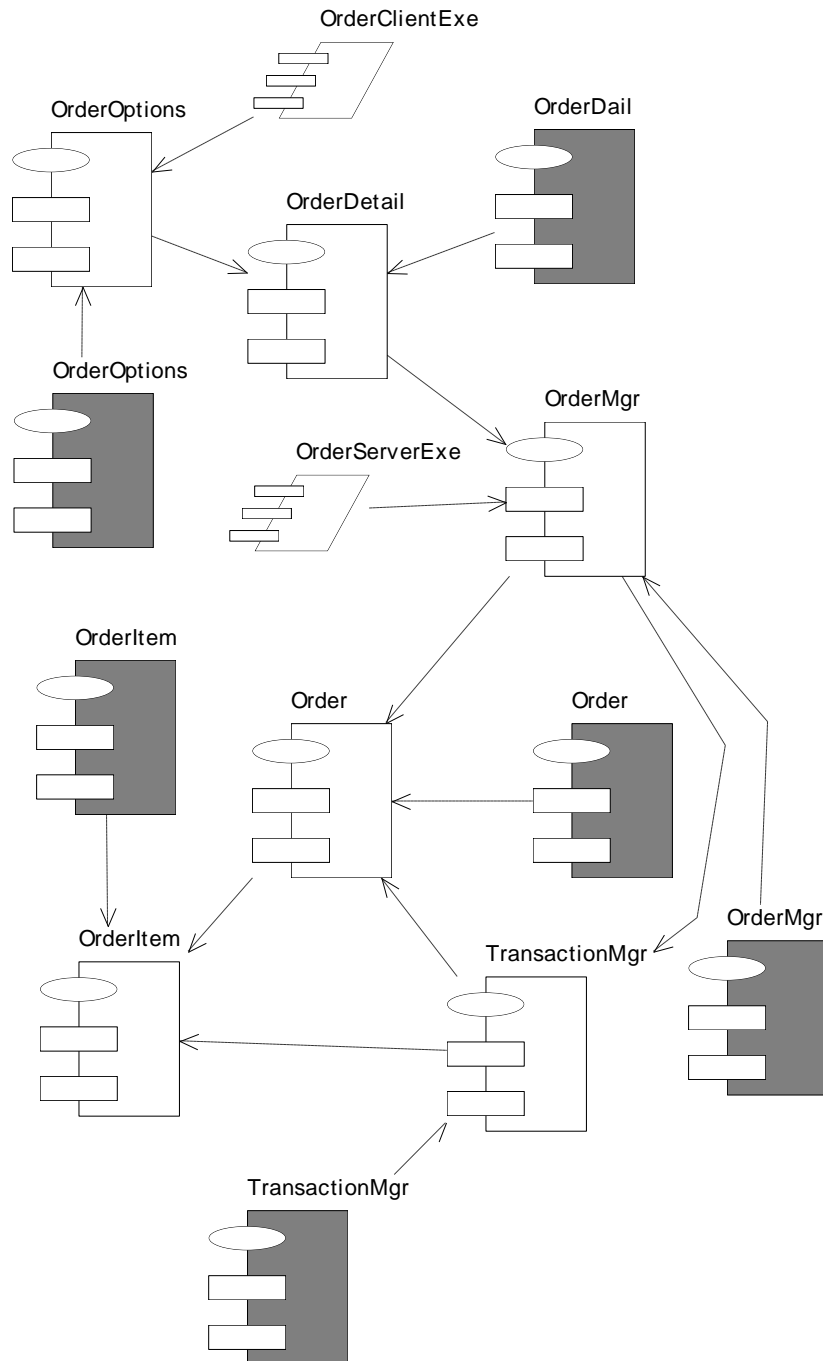 OrderClientExe
OrderOptions
OrderDail
OrderDetail
OrderOptions
OrderMgr
OrderServerExe
OrderItem
Order
Order
OrderMgr
OrderItem
TransactionMgr
TransactionMgr